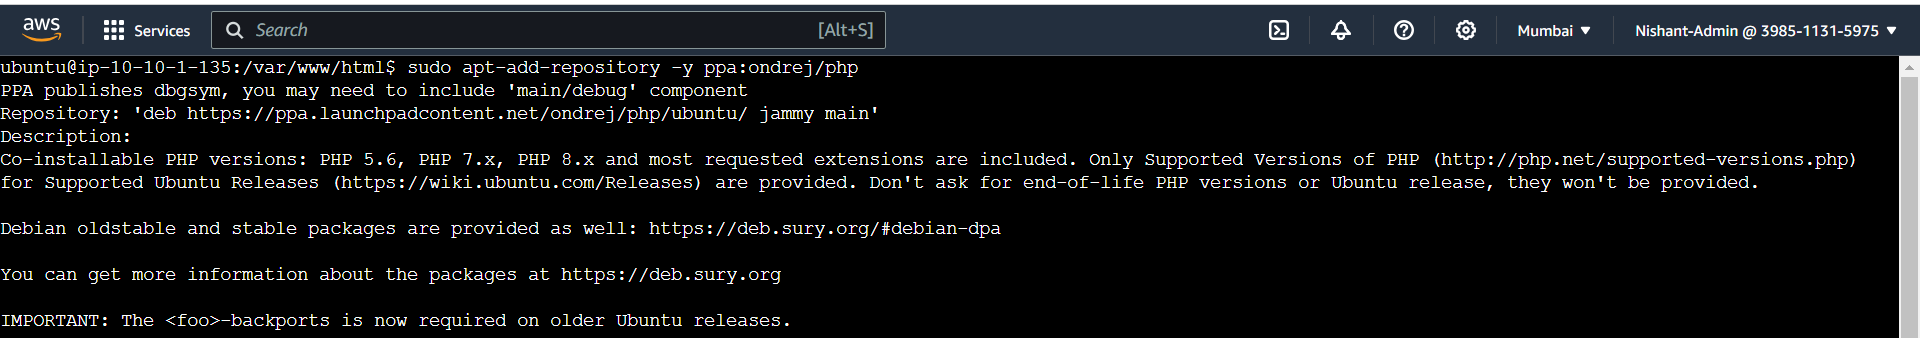 aws
Services
Search
[Alt+S]
Mumbai ▼
Nishant-Admin @ 3985-1131-5975 ▼
ubuntu@ip-10-10-1-135:/var/www/html$ sudo apt-add-repository -y ppa:ondrej/php
PPA publishes dbgsym, you may need to include 'main/debug' component
Repository: 'deb https://ppa.launchpadcontent.net/ondrej/php/ubuntu/ jammy main'
Description:
Co-installable PHP versions: PHP 5.6, PHP 7.x, PHP 8.x and most requested extensions are included. Only Supported Versions of PHP (http://php.net/supported-versions.php)
for Supported Ubuntu Releases (https://wiki.ubuntu.com/Releases) are provided. Don't ask for end-of-life PHP versions or Ubuntu release, they won't be provided.
Debian oldstable and stable packages are provided as well: https://deb.sury.org/#debian-dpa
You can get more information about the packages at https://deb.sury.org
IMPORTANT: The <foo>-backports is now required on older Ubuntu releases.